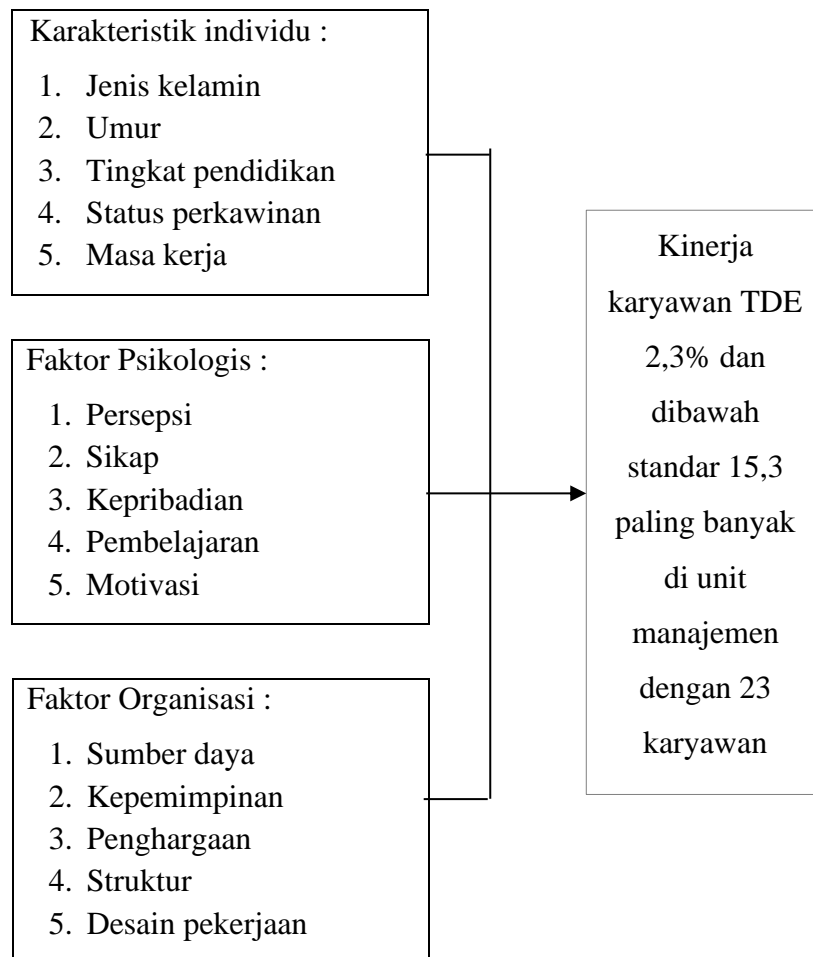 Karakteristik individu :
1. Jenis kelamin
2. Umur
3. Tingkat pendidikan
4. Status perkawinan
5. Masa kerja
Faktor Psikologis :
1. Persepsi
2. Sikap
3. Kepribadian
4. Pembelajaran
5. Motivasi
Faktor Organisasi :
1. Sumber daya
2. Kepemimpinan
3. Penghargaan
4. Struktur
5. Desain pekerjaan
Kinerja
karyawan TDE
2,3% dan
dibawah
standar 15,3
paling banyak
di unit
manajemen
dengan 23
karyawan